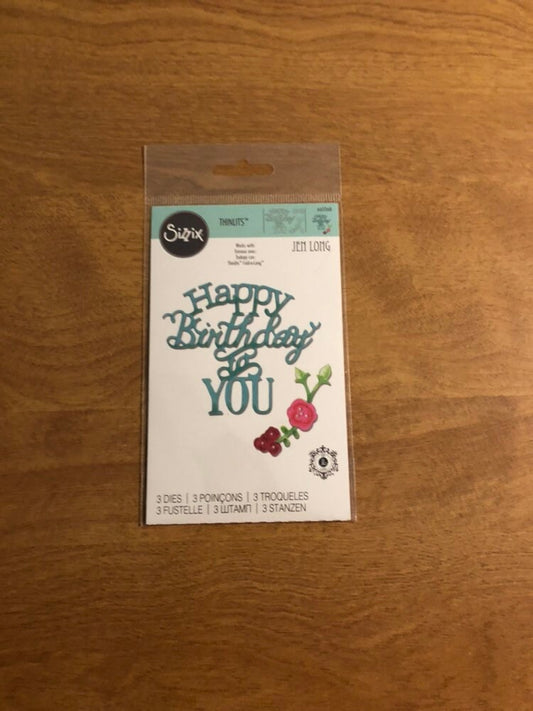 Sizzix
THINLITS™
JEN LONG
Happy
Birthday
to
YOU
3 DIES | 3 POINÇONS | 3 TROQUELES
3 FUSTELLE | 3 ШТАМП | 3 STANZEN